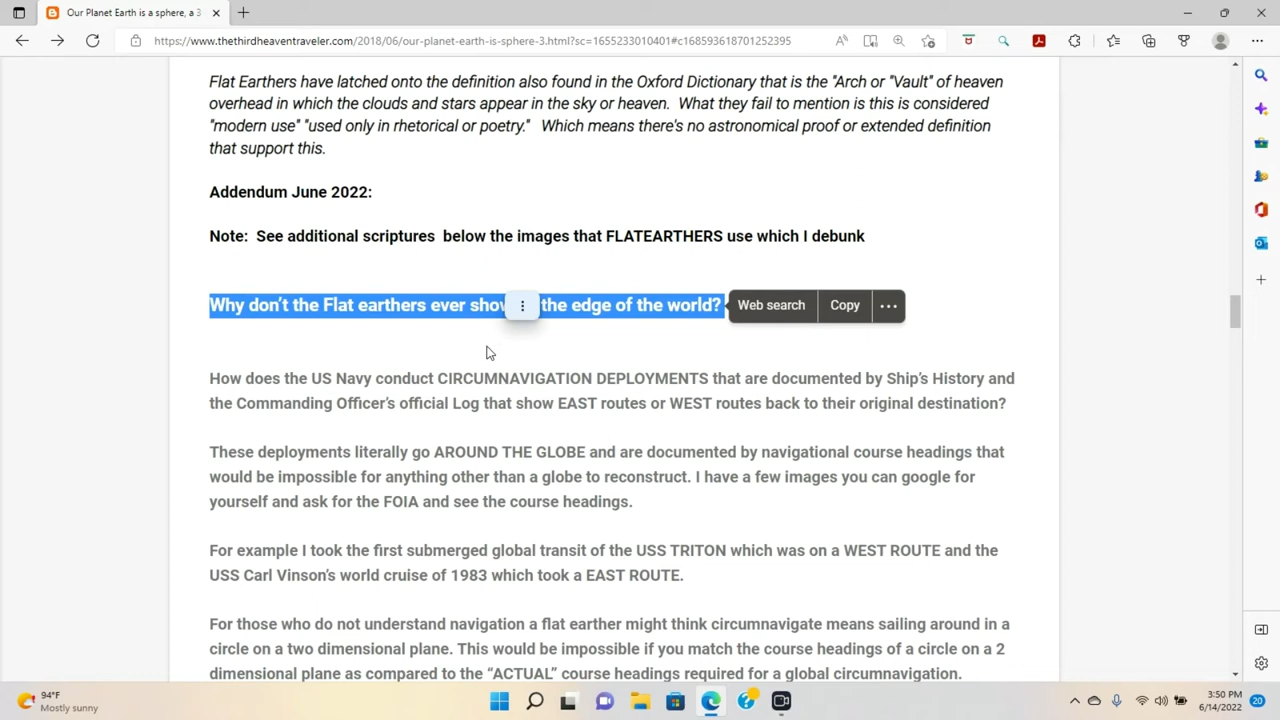 Our Planet Earth is a sphere, a 3
https://www.thethirdheaventraveler.com/2018/06/our-planet-earth-is-sphere-3.html?sc=1655233010401#c168593618701252395
Flat Earthers have latched onto the definition also found in the Oxford Dictionary that is the "Arch or "Vault" of heaven
overhead in which the clouds and stars appear in the sky or heaven. What they fail to mention is this is considered
"modern use" "used only in rhetorical or poetry." Which means there's no astronomical proof or extended definition
that support this.
Addendum June 2022:
Note: See additional scriptures below the images that FLATEARTHERS use which I debunk
Why don't the Flat earthers ever show the edge of the world?
Web search Copy
How does the US Navy conduct CIRCUMNAVIGATION DEPLOYMENTS that are documented by Ship's History and
the Commanding Officer's official Log that show EAST routes or WEST routes back to their original destination?
These deployments literally go AROUND THE GLOBE and are documented by navigational course headings that
would be impossible for anything other than a globe to reconstruct. I have a few images you can google for
yourself and ask for the FOIA and see the course headings.
For example I took the first submerged global transit of the USS TRITON which was on a WEST ROUTE and the
USS Carl Vinson's world cruise of 1983 which took a EAST ROUTE.
For those who do not understand navigation a flat earther might think circumnavigate means sailing around in a
circle on a two dimensional plane. This would be impossible if you match the course headings of a circle on a 2
dimensional plane as compared to the "ACTUAL" course headings required for a global circumnavigation.
94°F
Mostly sunny
3:50 PM
6/14/2022
20